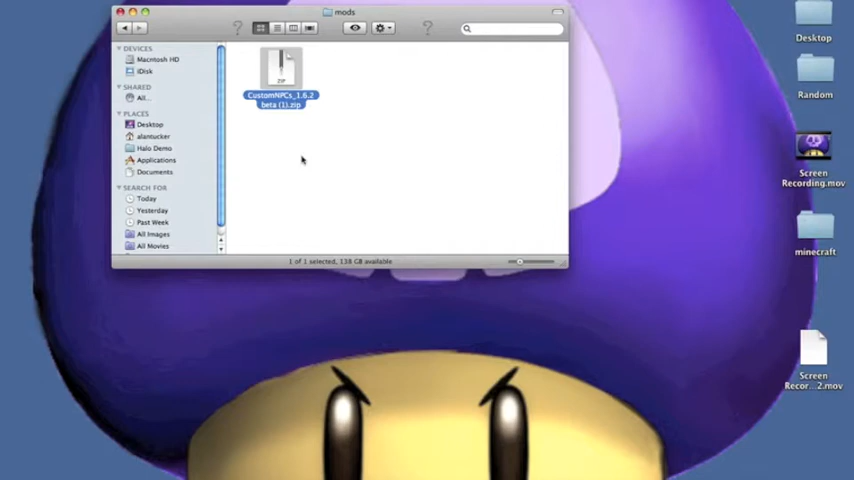 mods
DEVICES
Macintosh HD
iDisk
SHARED
All...
PLACES
Desktop
alantucker
Halo Demo
Applications
Documents
SEARCH FOR
Today
Yesterday
Past Week
All Images
All Movies
ZIP
CustomNPCs_1.6.2
beta (1).zip
1 of 1 selected, 138 GB available
Desktop
Random
Screen
Recording.mov
minecraft
Screen
Recor...2.mov